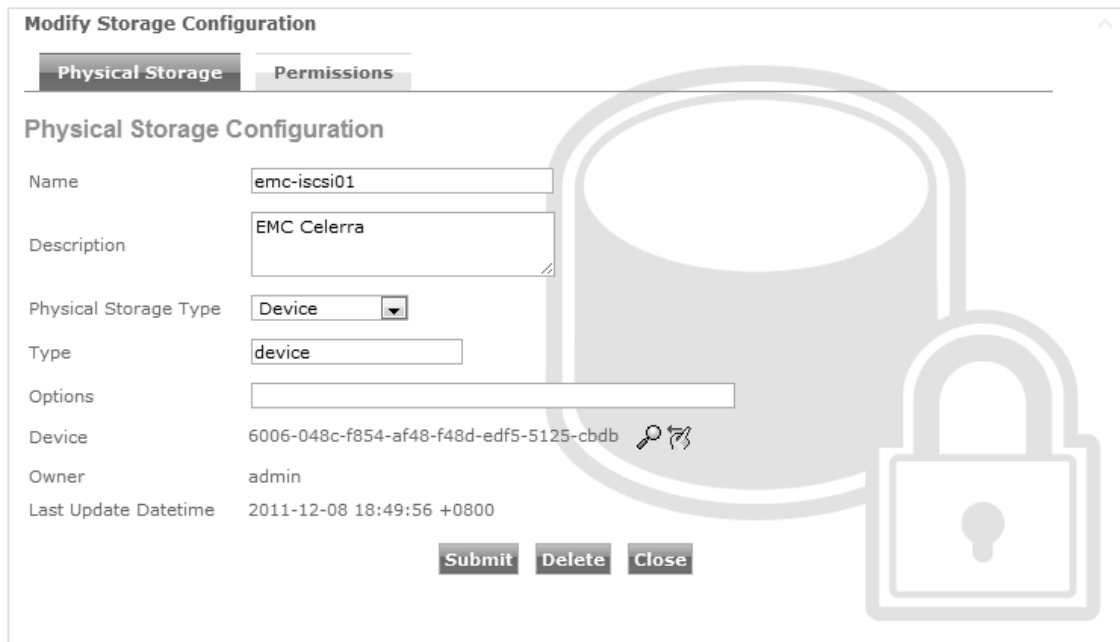 Modify Storage Configuration
Physical Storage Permissions
Physical Storage Configuration
Name emc-iscsi01
Description EMC Celerra
Physical Storage Type Device
Type device
Options
Device 6006-048c-f854-af48-f48d-edf5-5125-cbdb
Owner admin
Last Update Datetime 2011-12-08 18:49:56 +0800
Submit Delete Close